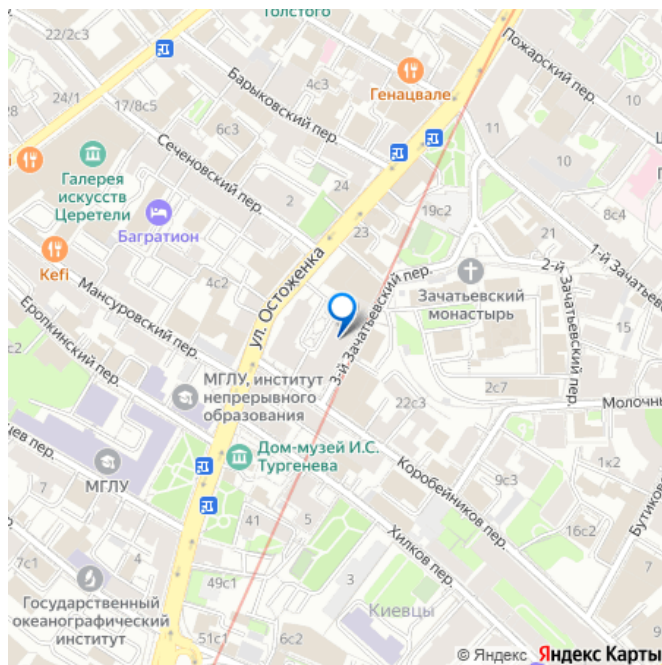 Толстого
22/2с3
Пожарский пер.
4с3
Генацвале
Барыковский пер.
28
24/1
17/8с5
10
11
6с3
Сеченовский пер.
10
24
Галерея
искусств
Церетели
2
19с2
8с4
Багратион
23
21
1-й Зачатьевский
Kefi
4с2
ул. Остоженка
3-й Зачатьевский пер.
Зачатьевский
монастырь
2-й Зачатьевский пер.
Мансуровский пер.
Еропкинский пер.
15
МГЛУ, институт
непрерывного
образования
2с7
22с3
Молочный
Дом-музей И.С.
Тургенева
МГЛУ
Коробейников пер.
9с3
1к2
41
5
16с2
Хилков пер.
7с1
49с1
3
Киевцы
Государственный
океанографический
институт
51с1
6с2
9
© Яндекс Яндекс Карты